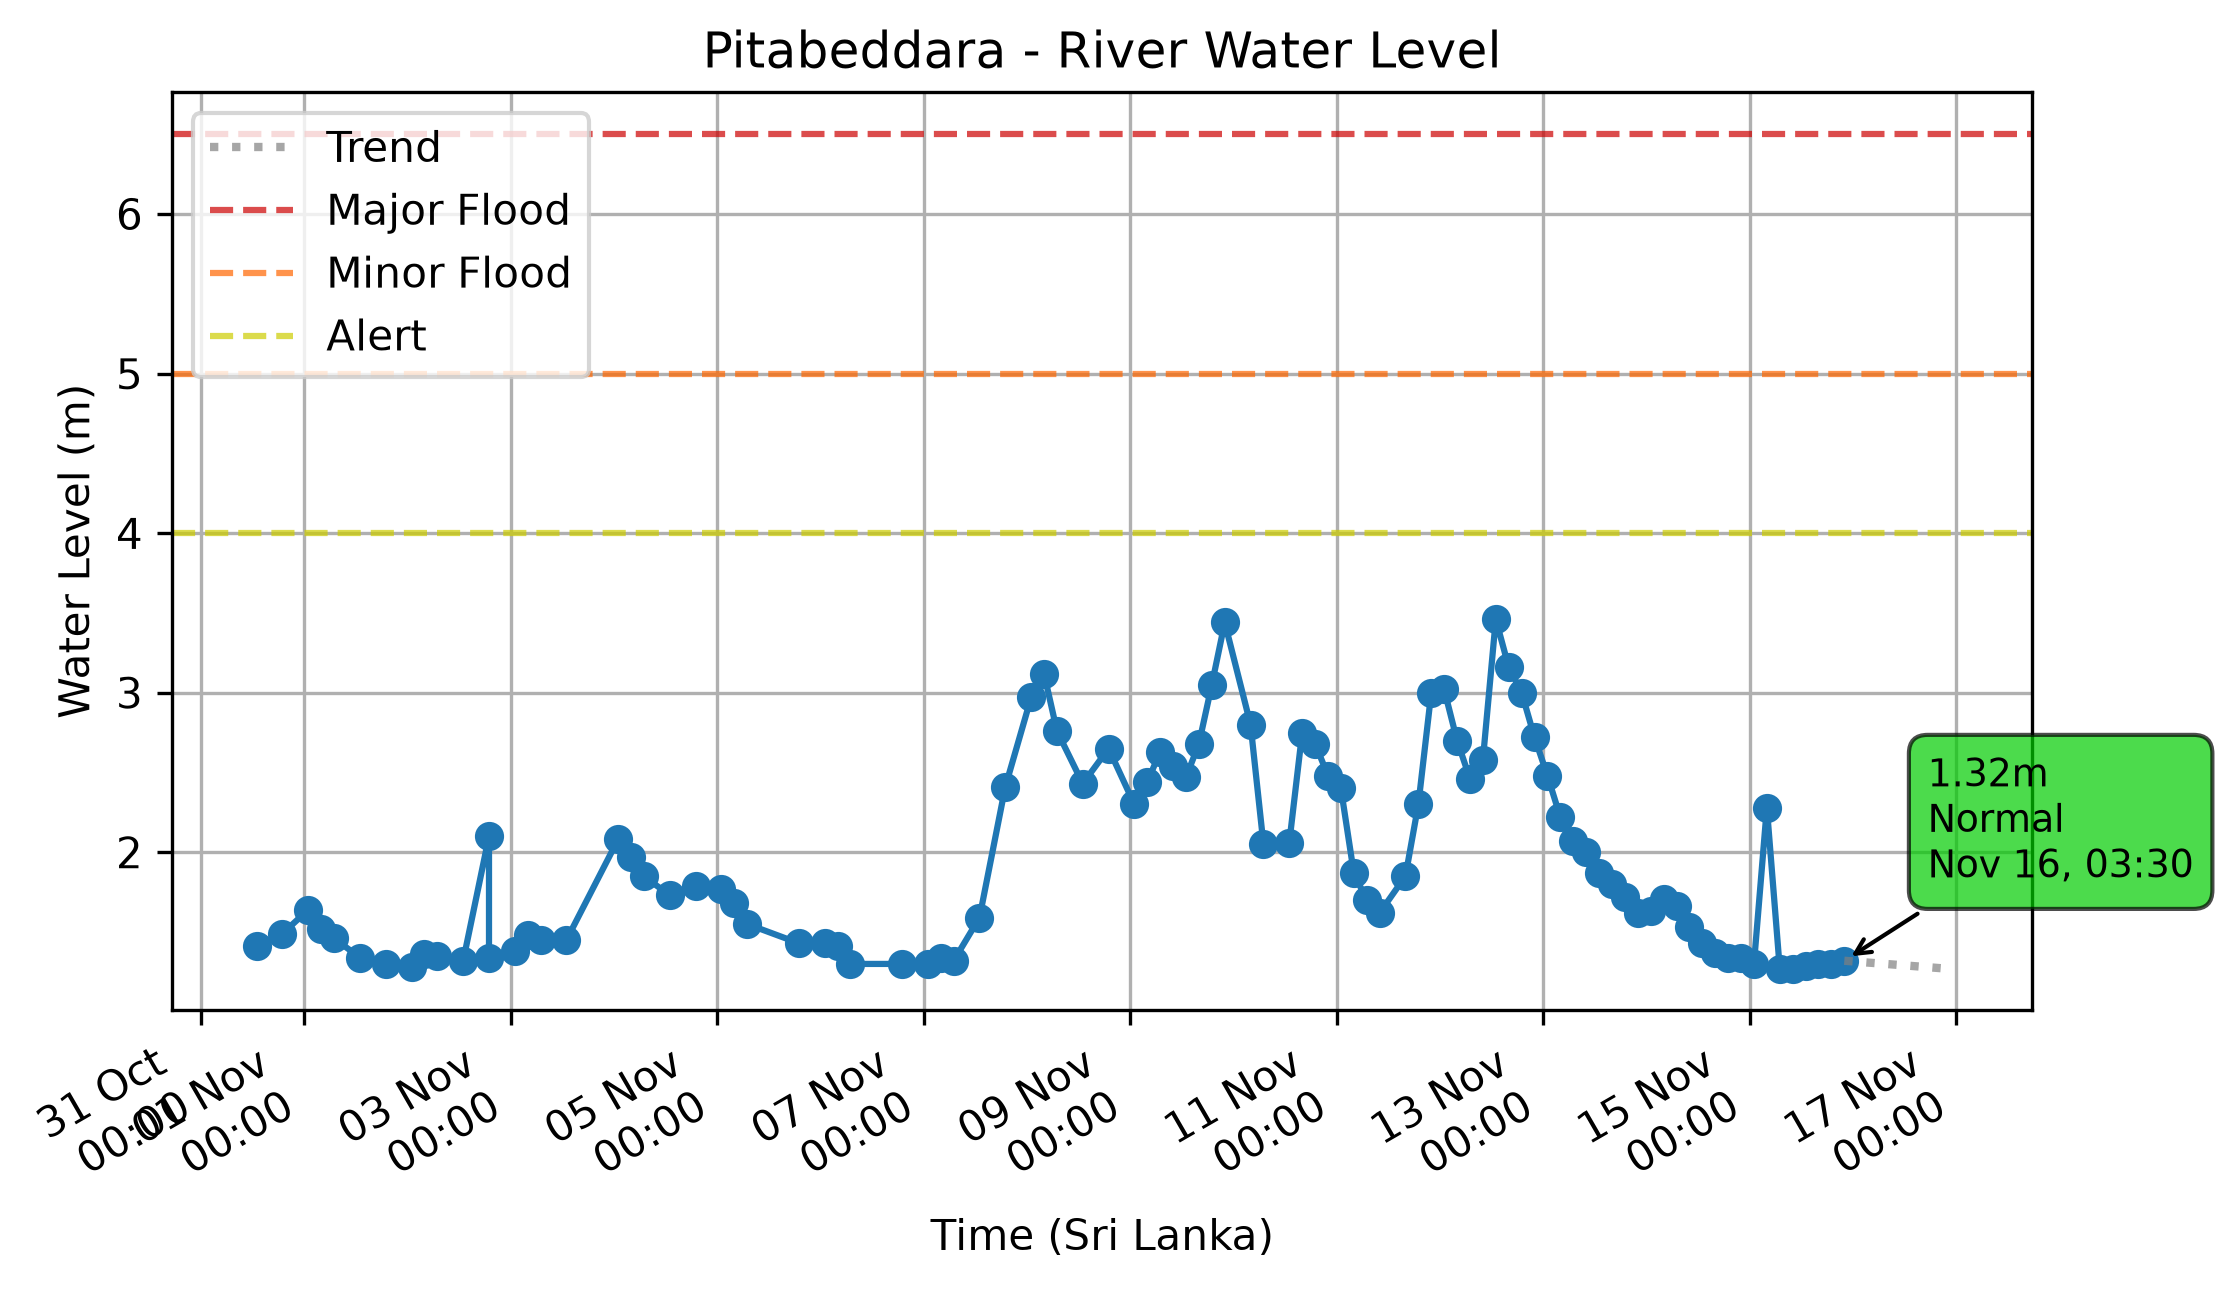 Pitabeddara - River Water Level
Trend
Major Flood
Minor Flood
Alert
6
5
4
3
2
Water Level (m)
1.32m
Normal
Nov 16, 03:30
31 Oct
00:00
01 Nov
00:00
03 Nov
00:00
05 Nov
00:00
07 Nov
00:00
09 Nov
00:00
11 Nov
00:00
13 Nov
00:00
15 Nov
00:00
17 Nov
00:00
Time (Sri Lanka)